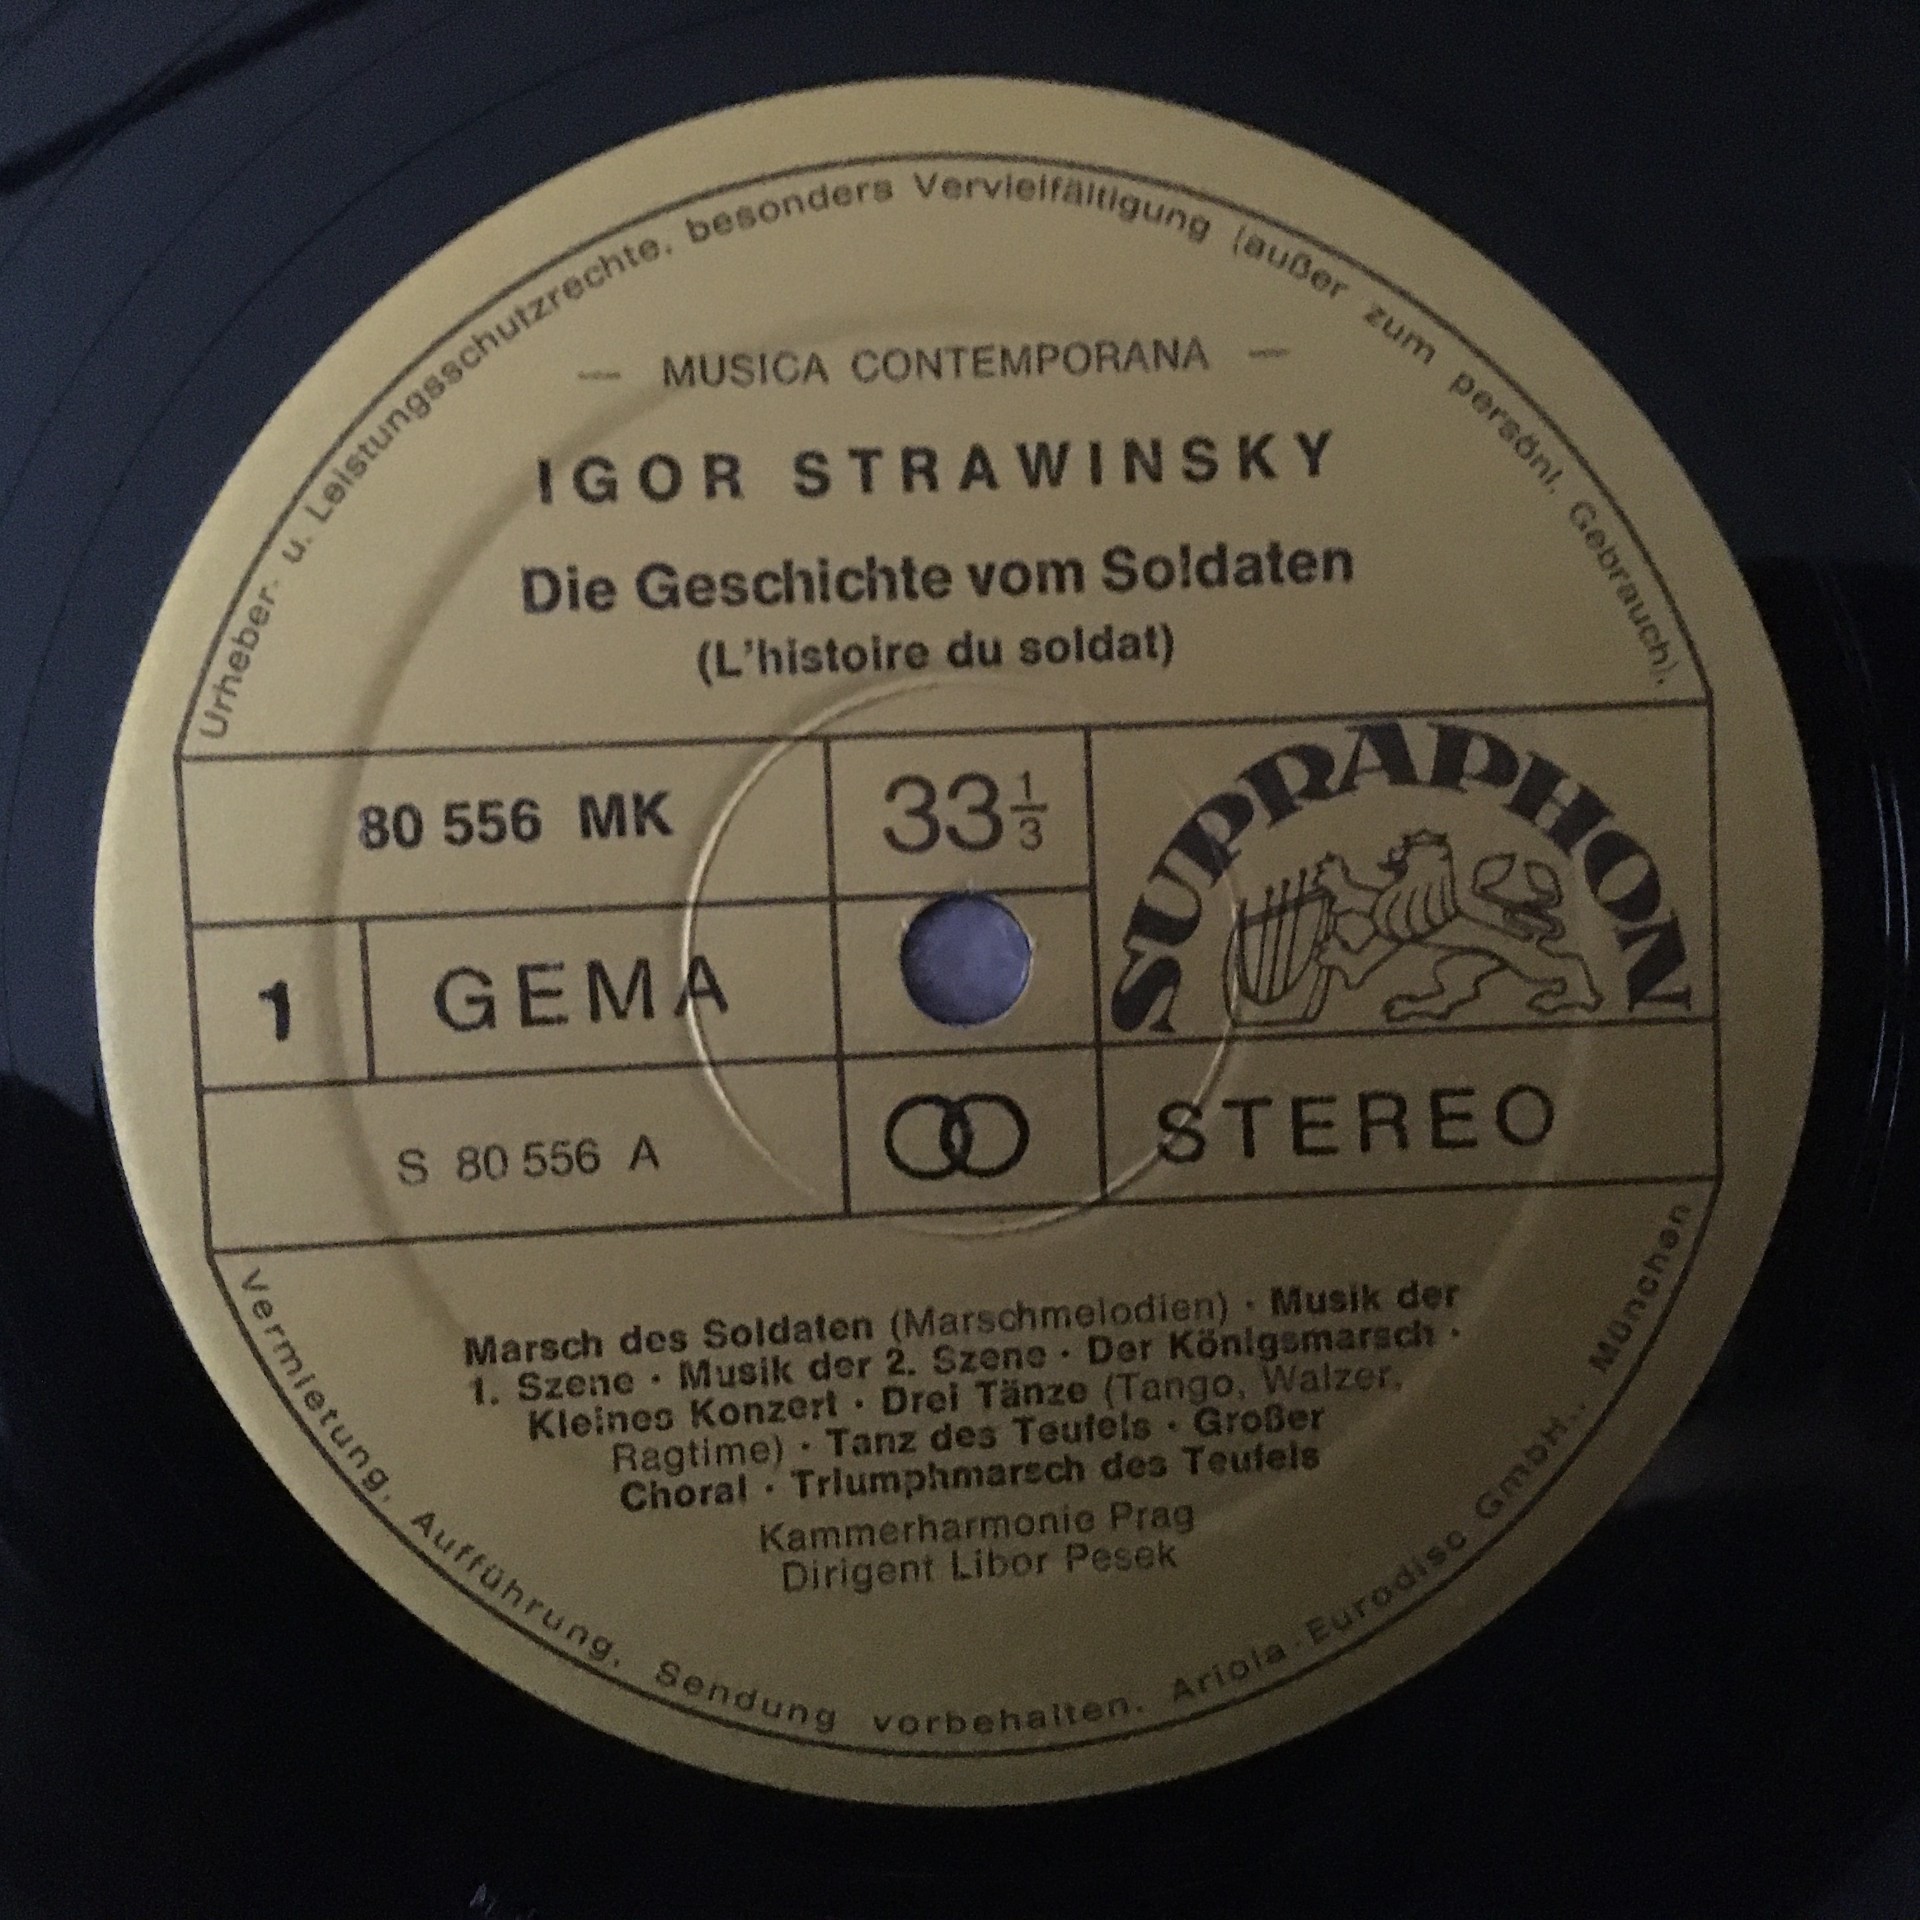 Urheber- u. Leistungsschutzrechte, besonders Vervielfältigung (außer zum persönl. Gebrauch),
— MUSICA CONTEMPORANA —
IGOR STRAWINSKY
Die Geschichte vom Soldaten
(L'histoire du soldat)
80 556 MK
33 1/3
SUPRAPHON
1
GEMA
S 80 556 A
STEREO
Marsch des Soldaten (Marschmelodien) · Musik der
1. Szene · Musik der 2. Szene · Der Königsmarsch ·
Kleines Konzert · Drei Tänze (Tango, Walzer,
Ragtime) · Tanz des Teufels · Großer
Choral · Triumphmarsch des Teufels
Kammerharmonie Prag
Dirigent Libor Pesek
Vermietung, Aufführung, Sendung vorbehalten. Ariola-Eurodisc GmbH., München